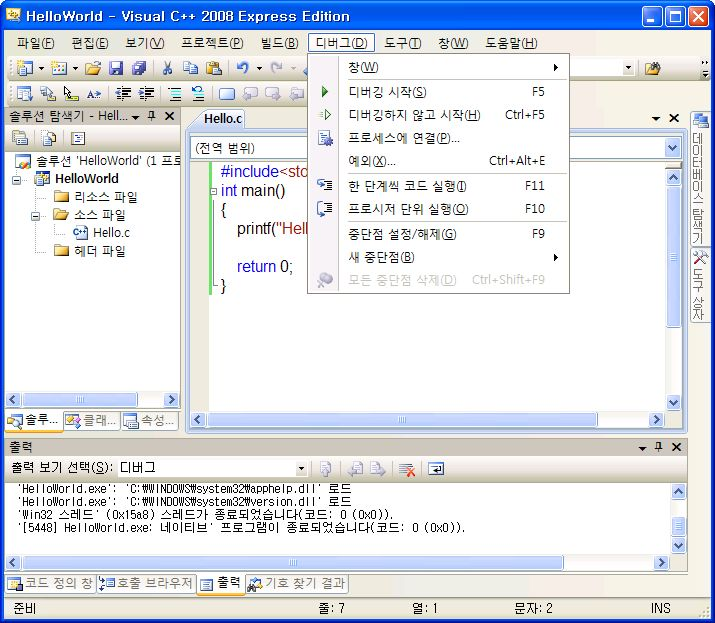 HelloWorld - Visual C++ 2008 Express Edition
파일(F) 편집(E) 보기(V) 프로젝트(P) 빌드(B) 디버그(D) 도구(T) 창(W) 도움말(H)
창(W)
디버깅 시작(S) F5
디버깅하지 않고 시작(H) Ctrl+F5
프로세스에 연결(P)...
예외(X)... Ctrl+Alt+E
한 단계씩 코드 실행(I) F11
프로시저 단위 실행(O) F10
중단점 설정/해제(G) F9
새 중단점(B)
모든 중단점 삭제(D) Ctrl+Shift+F9
솔루션 탐색기 - Hell...
솔루션 'HelloWorld' (1 프로
HelloWorld
리소스 파일
소스 파일
Hello.c
헤더 파일
솔루... 클래... 속성...
Hello.c
(전역 범위)
#include<sto
int main()
{
printf("Hell
return 0;
}
데이터베이스 탐색기
도구 상자
출력
출력 보기 선택(S): 디버그
'HelloWorld.exe': 'C:\WINDOWS\system32\apphelp.dll' 로드
'HelloWorld.exe': 'C:\WINDOWS\system32\version.dll' 로드
'Win32 스레드' (0x15a8) 스레드가 종료되었습니다(코드: 0 (0x0)).
'[5448] HelloWorld.exe: 네이티브' 프로그램이 종료되었습니다(코드: 0 (0x0)).
코드 정의 창 호출 브라우저 출력 기호 찾기 결과
준비 줄: 7 열: 1 문자: 2 INS